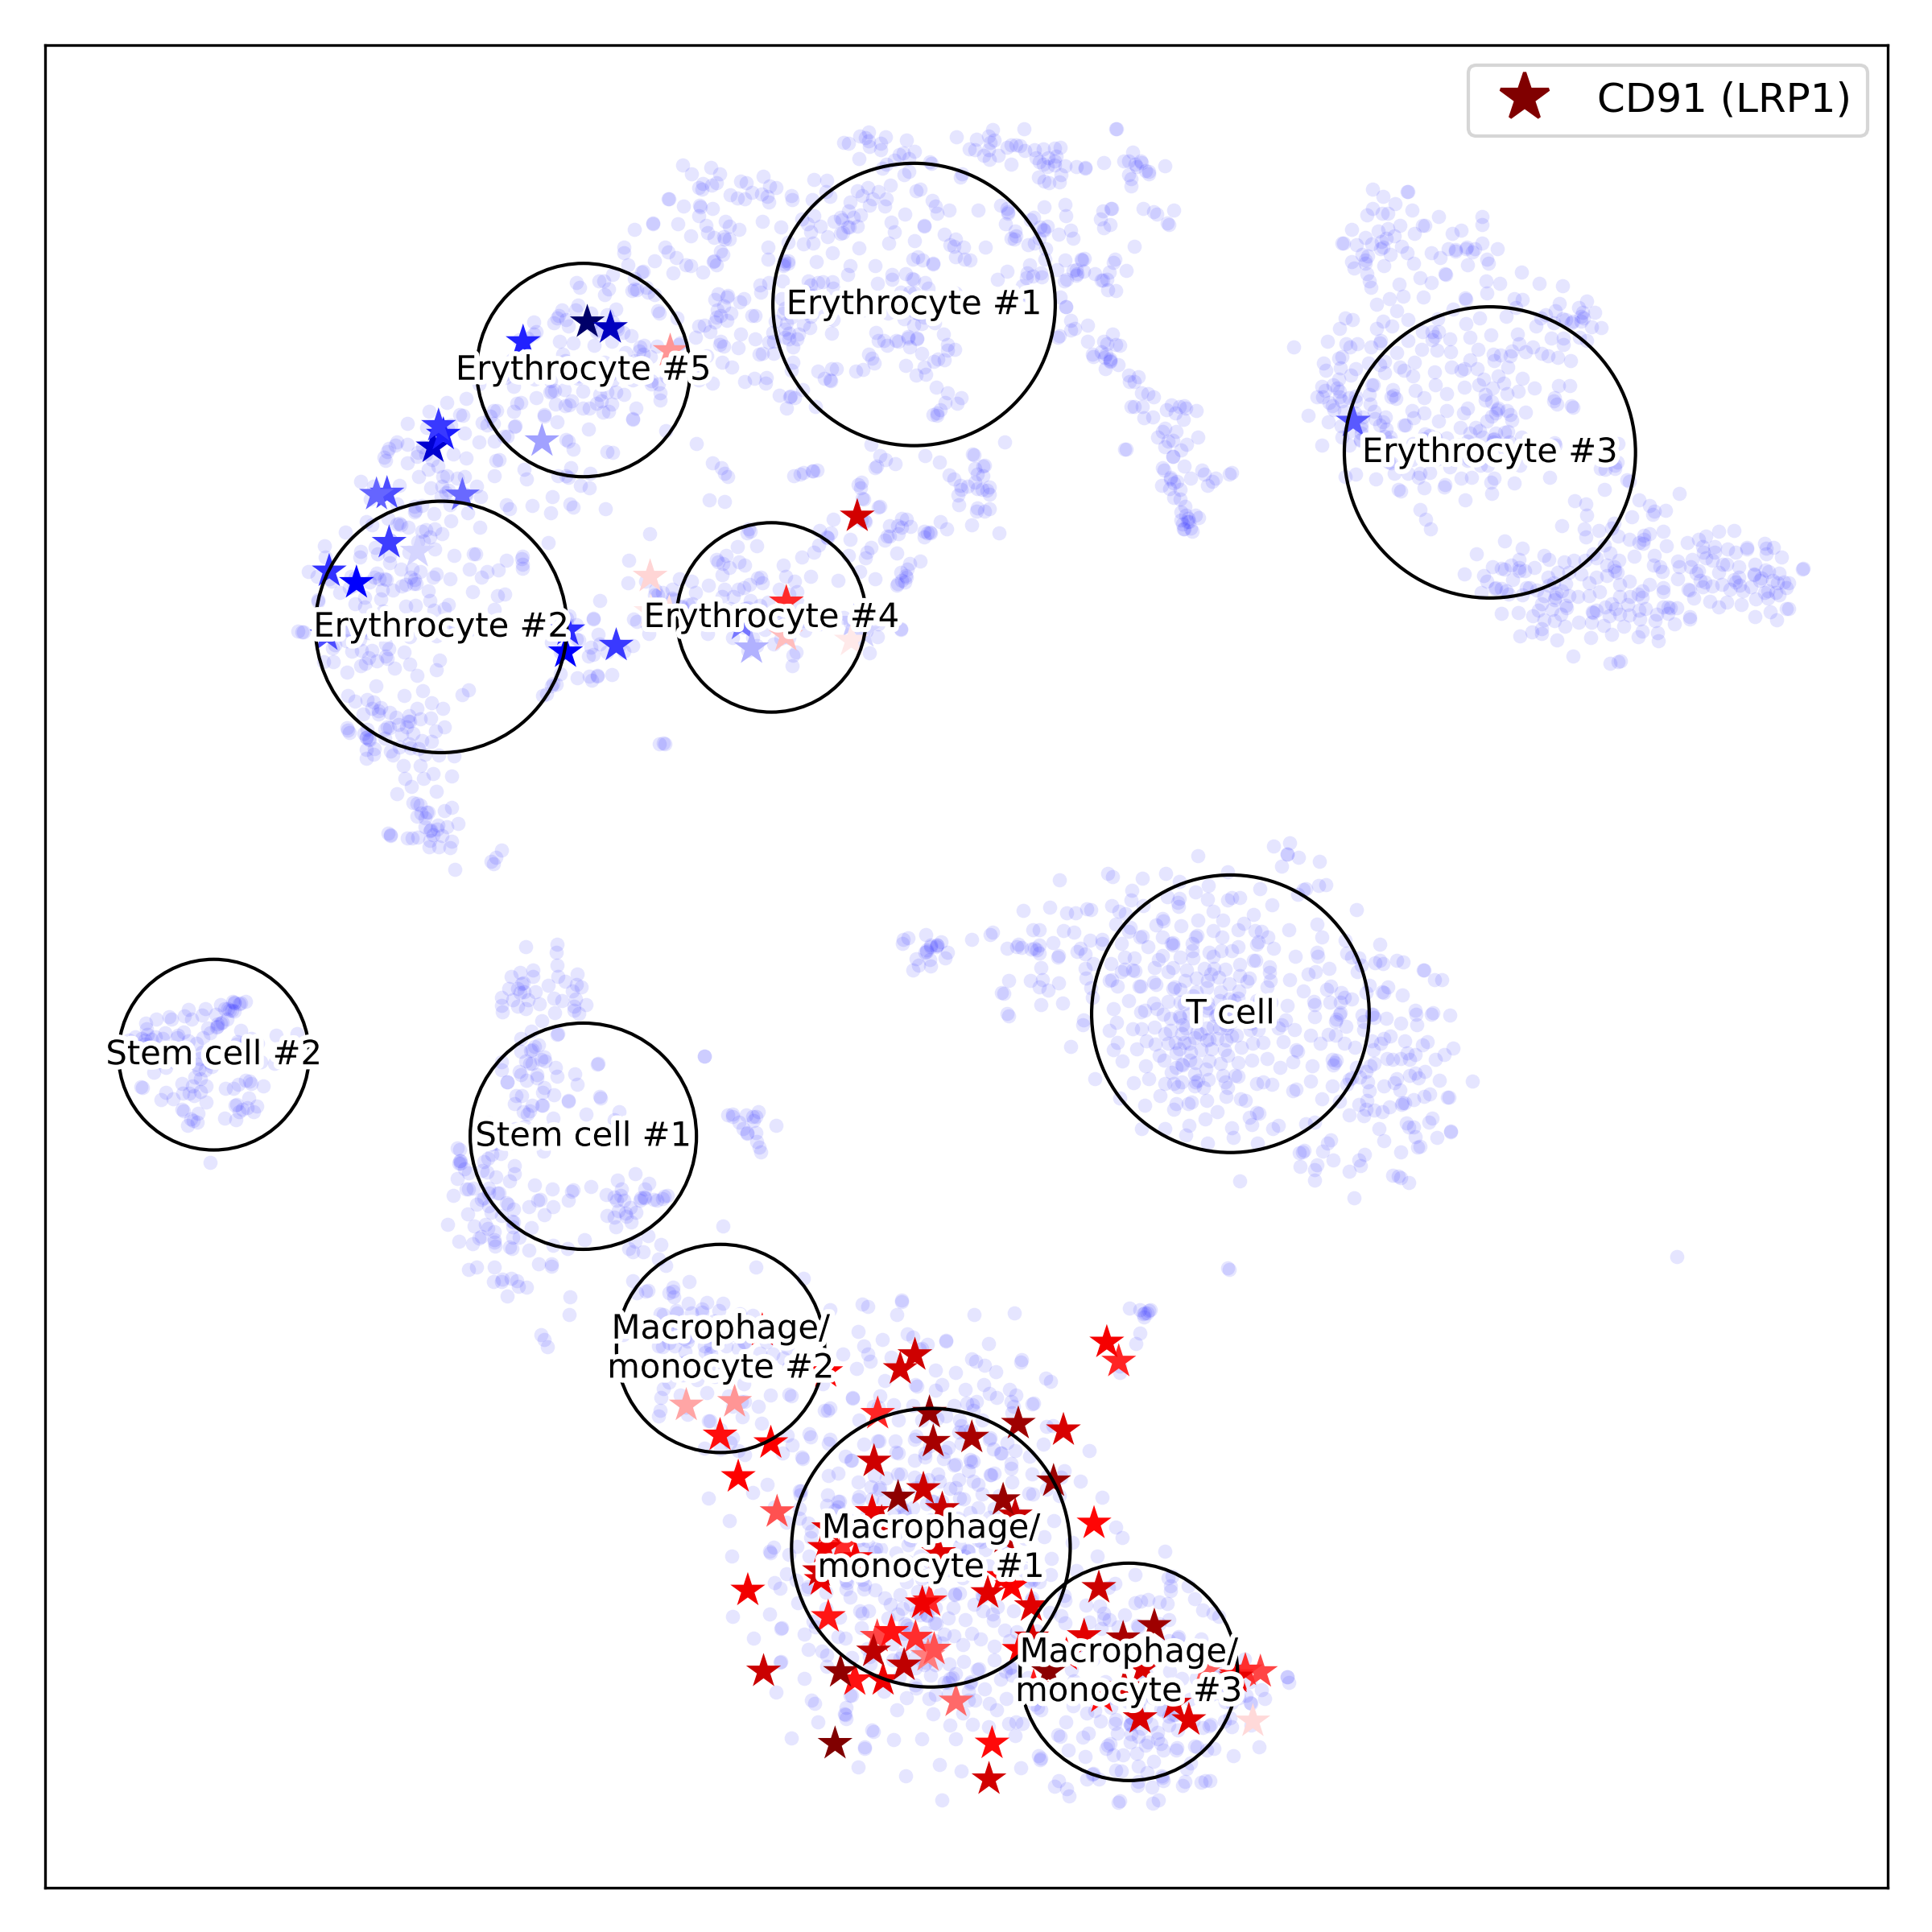 CD91 (LRP1)
Erythrocyte #1
Erythrocyte #5
Erythrocyte #3
Erythrocyte #4
Erythrocyte #2
T cell
Stem cell #2
Stem cell #1
Macrophage/
monocyte #2
Macrophage/
monocyte #1
Macrophage/
monocyte #3